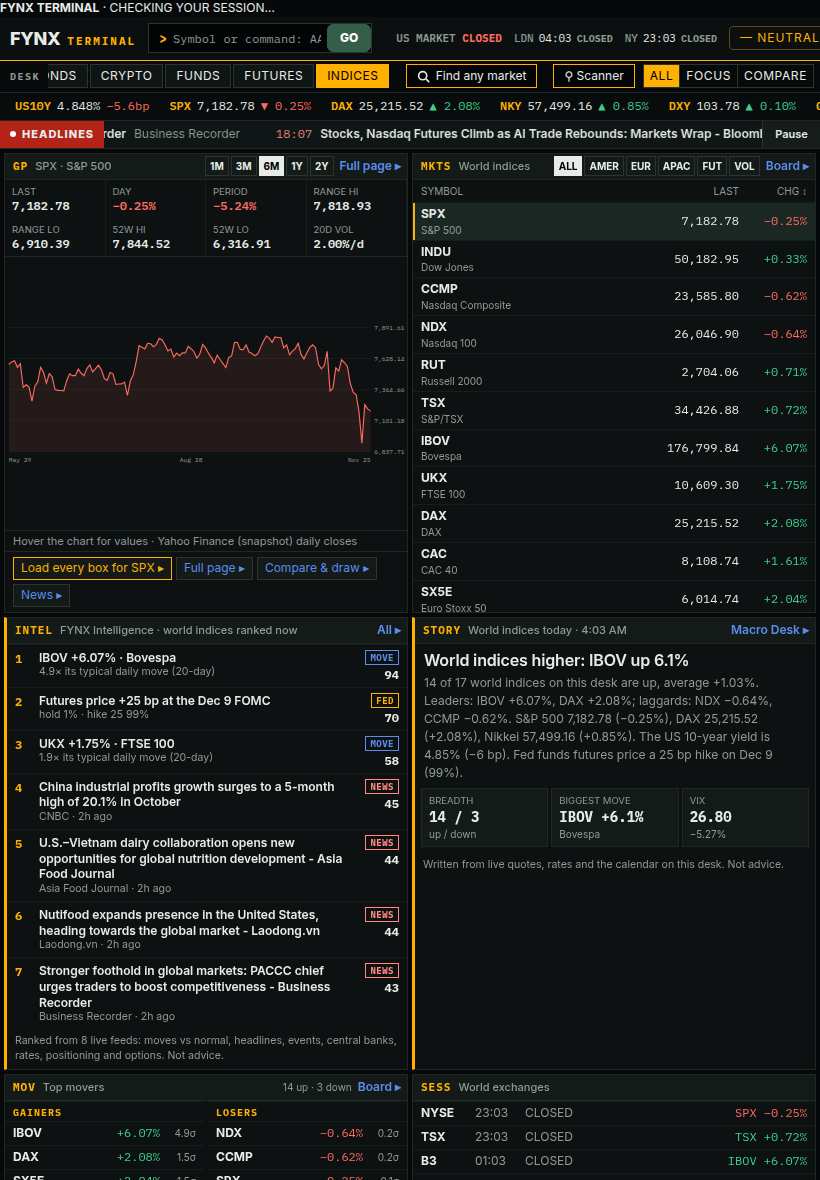 FYNX TERMINAL · CHECKING YOUR SESSION...
FYNX TERMINAL > Symbol or command: GO US MARKET CLOSED LDN 04:03 CLOSED NY 23:03 CLOSED — NEUTRAL
DESK CRYPTO FUNDS FUTURES INDICES Find any market Scanner ALL FOCUS COMPARE
US10Y 4.848% −5.6bp SPX 7,182.78 ▼ 0.25% DAX 25,215.52 ▲ 2.08% NKY 57,499.16 ▲ 0.85% DXY 103.78 ▲ 0.10%
HEADLINES rder Business Recorder 18:07 Stocks, Nasdaq Futures Climb as AI Trade Rebounds: Markets Wrap - Bloom Pause
GP SPX · S&P 500 1M 3M 6M 1Y 2Y Full page ▸
LAST DAY PERIOD RANGE HI
7,182.78 −0.25% −5.24% 7,818.93
RANGE LO 52W HI 52W LO 20D VOL
6,910.39 7,844.52 6,316.91 2.00%/d
7,891.61
7,628.14
7,364.66
7,101.18
6,837.71
May 29 Aug 28 Nov 25
Hover the chart for values · Yahoo Finance (snapshot) daily closes
Load every box for SPX ▸ Full page ▸ Compare & draw ▸
News ▸
MKTS World indices ALL AMER EUR APAC FUT VOL Board ▸
SYMBOL LAST CHG ↕
SPX 7,182.78 −0.25%
S&P 500
INDU 50,182.95 +0.33%
Dow Jones
CCMP 23,585.80 −0.62%
Nasdaq Composite
NDX 26,046.90 −0.64%
Nasdaq 100
RUT 2,704.06 +0.71%
Russell 2000
TSX 34,426.88 +0.72%
S&P/TSX
IBOV 176,799.84 +6.07%
Bovespa
UKX 10,609.30 +1.75%
FTSE 100
DAX 25,215.52 +2.08%
DAX
CAC 8,108.74 +1.61%
CAC 40
SX5E 6,014.74 +2.04%
Euro Stoxx 50
INTEL FYNX Intelligence · world indices ranked now All ▸
1 IBOV +6.07% · Bovespa MOVE
4.9× its typical daily move (20-day) 94
2 Futures price +25 bp at the Dec 9 FOMC FED
hold 1% · hike 25 99% 70
3 UKX +1.75% · FTSE 100 MOVE
1.9× its typical daily move (20-day) 58
4 China industrial profits growth surges to a 5-month NEWS
high of 20.1% in October 45
CNBC · 2h ago
5 U.S.–Vietnam dairy collaboration opens new NEWS
opportunities for global nutrition development - Asia 44
Food Journal
Asia Food Journal · 2h ago
6 Nutifood expands presence in the United States, NEWS
heading towards the global market - Laodong.vn 44
Laodong.vn · 2h ago
7 Stronger foothold in global markets: PACCC chief NEWS
urges traders to boost competitiveness - Business 43
Recorder
Business Recorder · 2h ago
Ranked from 8 live feeds: moves vs normal, headlines, events, central banks,
rates, positioning and options. Not advice.
STORY World indices today · 4:03 AM Macro Desk ▸
World indices higher: IBOV up 6.1%
14 of 17 world indices on this desk are up, average +1.03%.
Leaders: IBOV +6.07%, DAX +2.08%; laggards: NDX −0.64%,
CCMP −0.62%. S&P 500 7,182.78 (−0.25%), DAX 25,215.52
(+2.08%), Nikkei 57,499.16 (+0.85%). The US 10-year yield is
4.85% (−6 bp). Fed funds futures price a 25 bp hike on Dec 9
(99%).
BREADTH BIGGEST MOVE VIX
14 / 3 IBOV +6.1% 26.80
up / down Bovespa −5.27%
Written from live quotes, rates and the calendar on this desk. Not advice.
MOV Top movers 14 up · 3 down Board ▸
GAINERS LOSERS
IBOV +6.07% 4.9σ NDX −0.64% 0.2σ
DAX +2.08% 1.5σ CCMP −0.62% 0.2σ
SESS World exchanges
NYSE 23:03 CLOSED SPX −0.25%
TSX 23:03 CLOSED TSX +0.72%
B3 01:03 CLOSED IBOV +6.07%